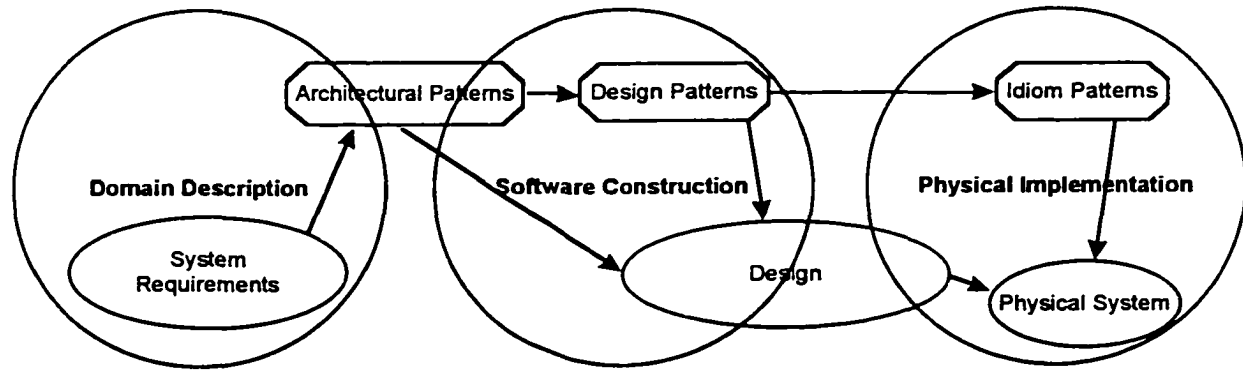 Architectural Patterns
Design Patterns
Idiom Patterns
Domain Description
Software Construction
Physical Implementation
System
Requirements
Design
Physical System